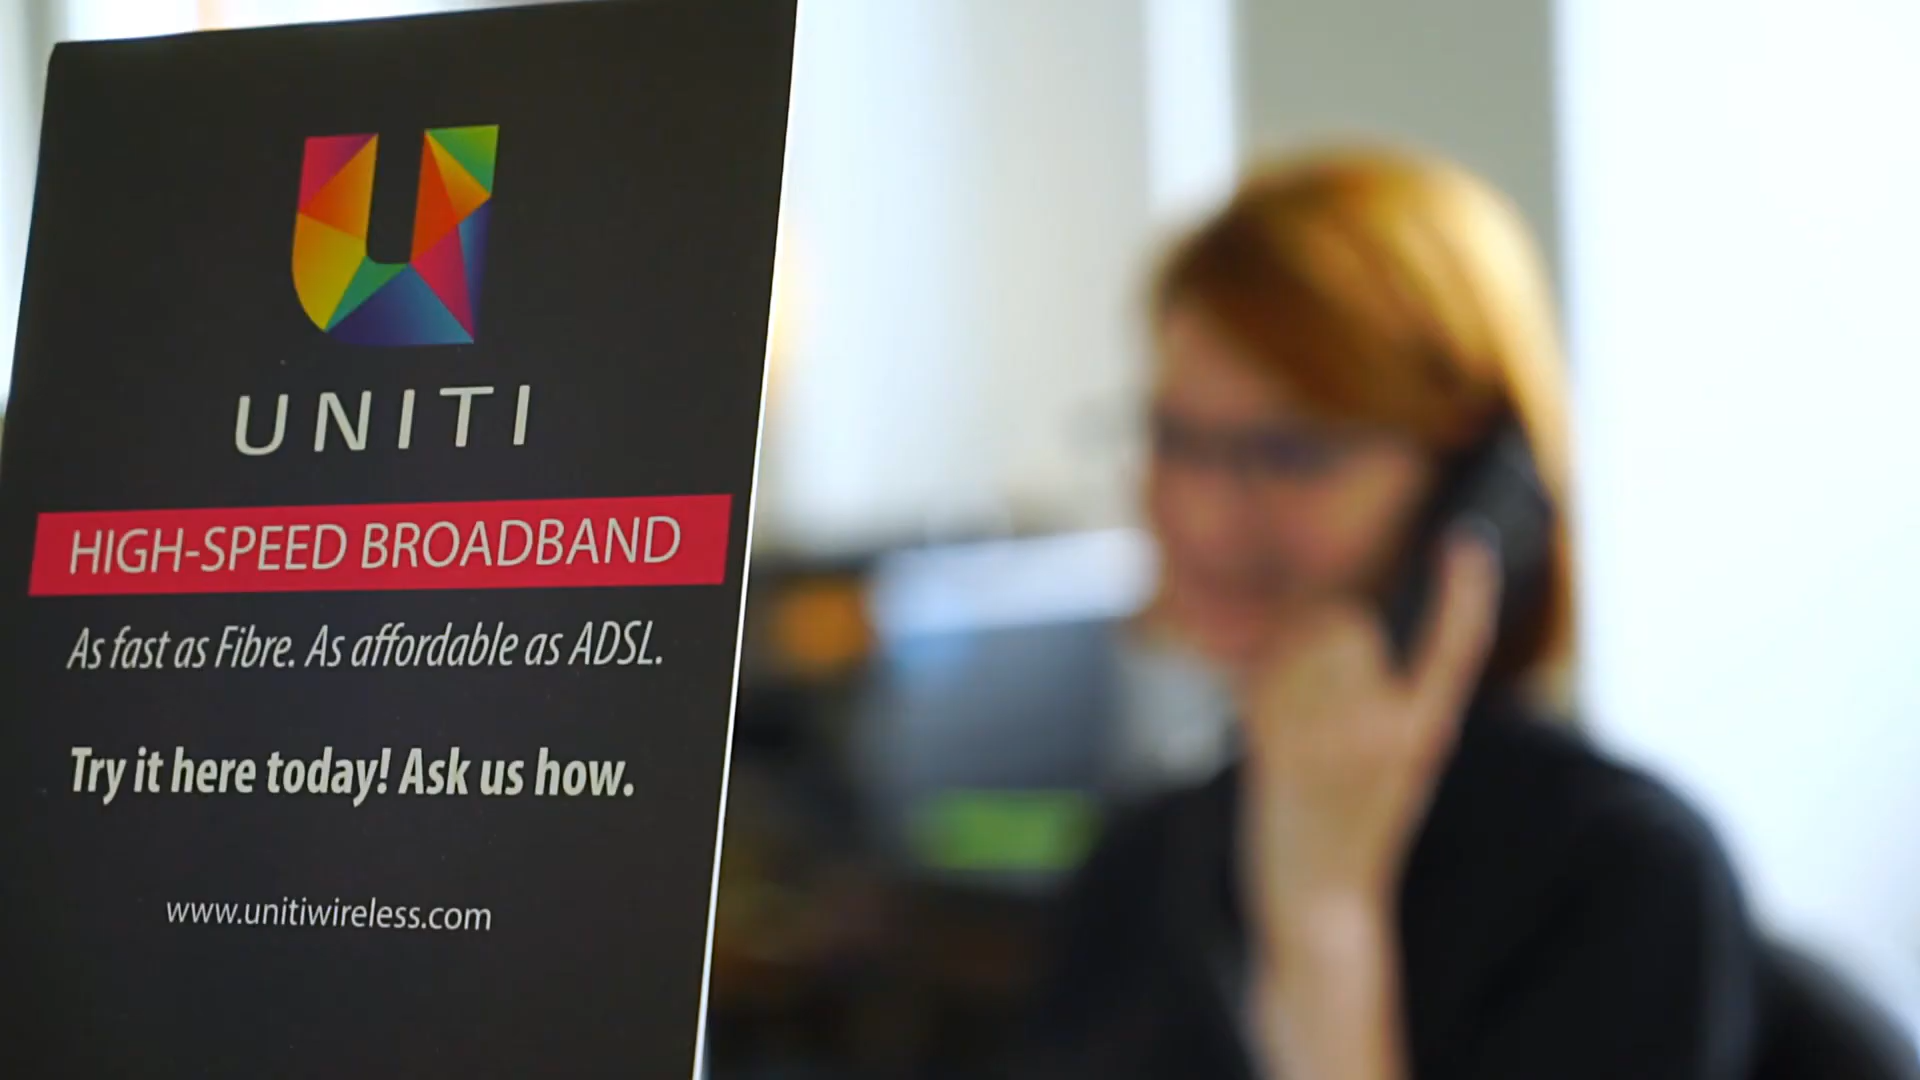 UNITI
HIGH-SPEED BROADBAND
As fast as Fibre. As affordable as ADSL.
Try it here today! Ask us how.
www.unitiwireless.com